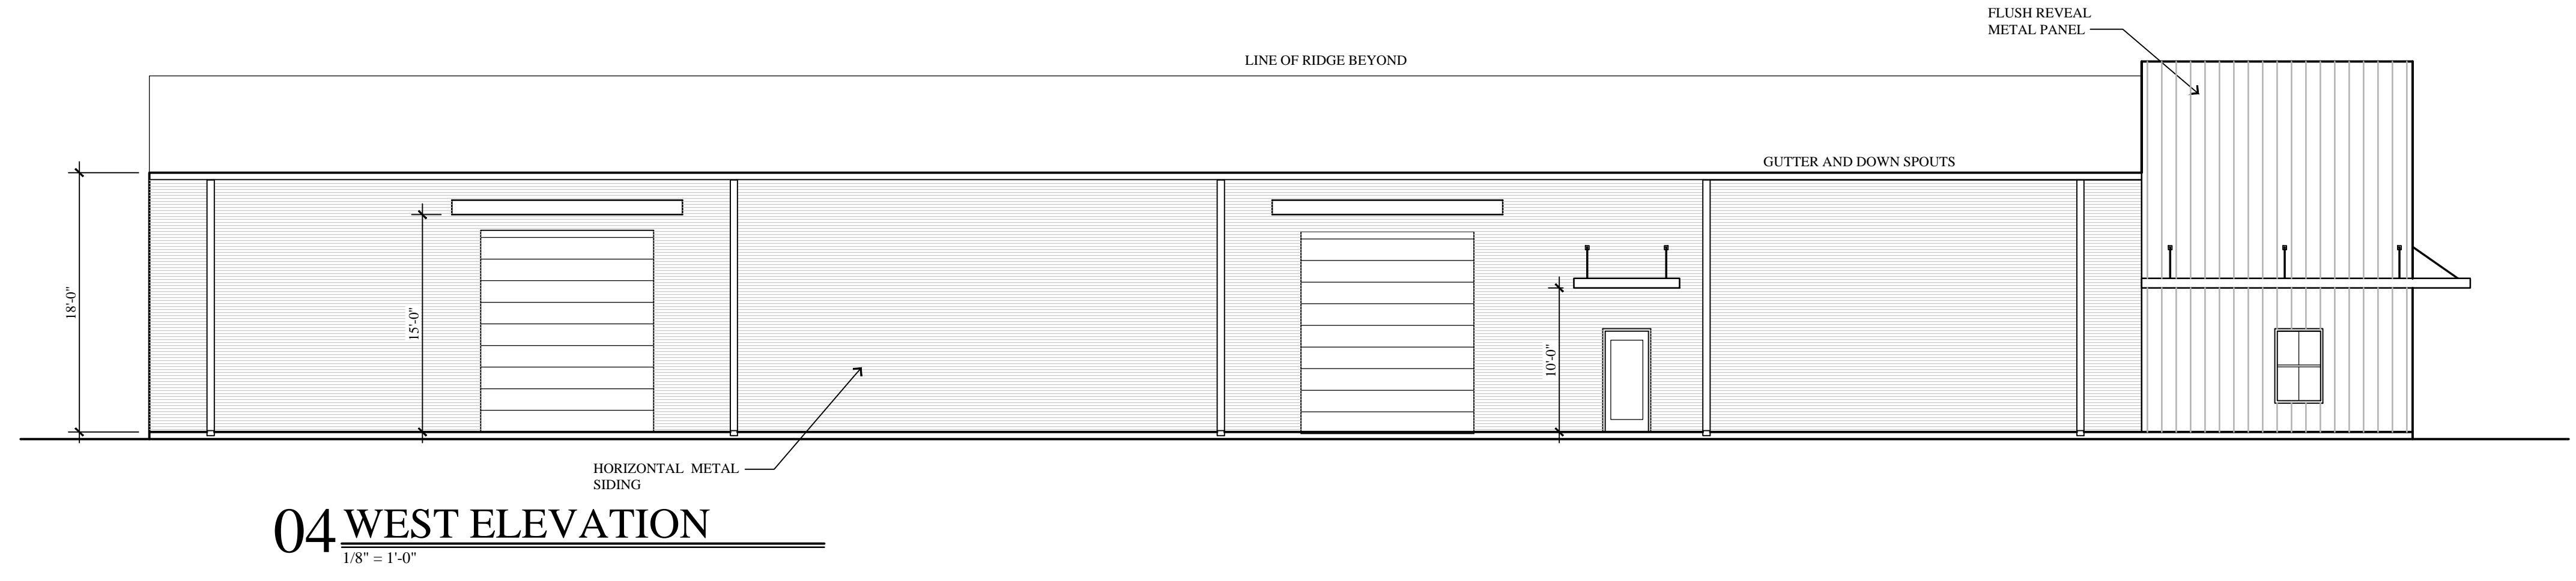 FLUSH REVEAL
METAL PANEL
LINE OF RIDGE BEYOND
GUTTER AND DOWN SPOUTS
18'-0"
15'-0"
10'-0"
HORIZONTAL METAL
SIDING
04 WEST ELEVATION
1/8" = 1'-0"